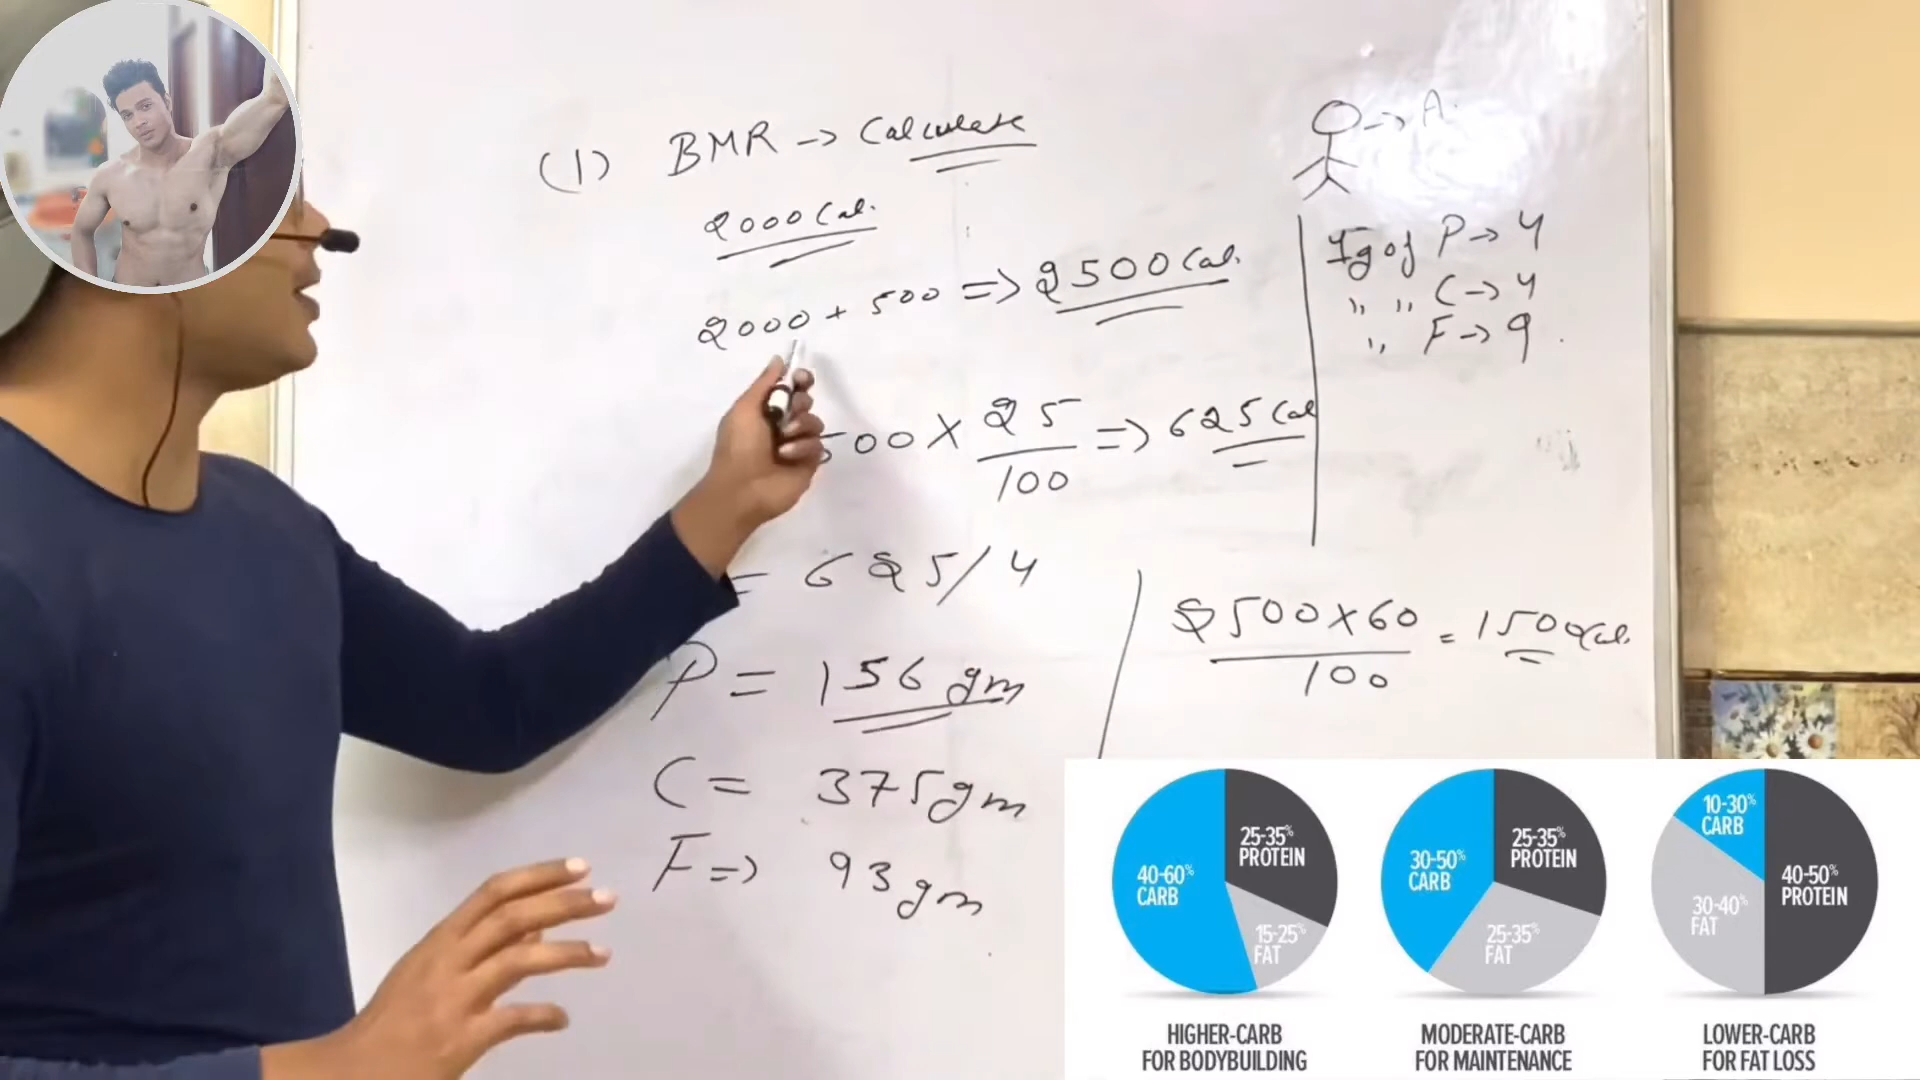 (1) BMR → Calculate
2000 Cal.
2000 + 500 => 2500 Cal.
500 X 25/100 => 625 Cal
= 625/4
P = 156 gm
C = 375 gm
F => 93 gm
→ A.
1g of P → 4
,, ,, C → 4
,, F → 9.
2500 X 60/100 = 1500 Cal.
40-60% CARB
25-35% PROTEIN
15-25% FAT
HIGHER-CARB
FOR BODYBUILDING
30-50% CARB
25-35% PROTEIN
25-35% FAT
MODERATE-CARB
FOR MAINTENANCE
10-30% CARB
40-50% PROTEIN
30-40% FAT
LOWER-CARB
FOR FAT LOSS